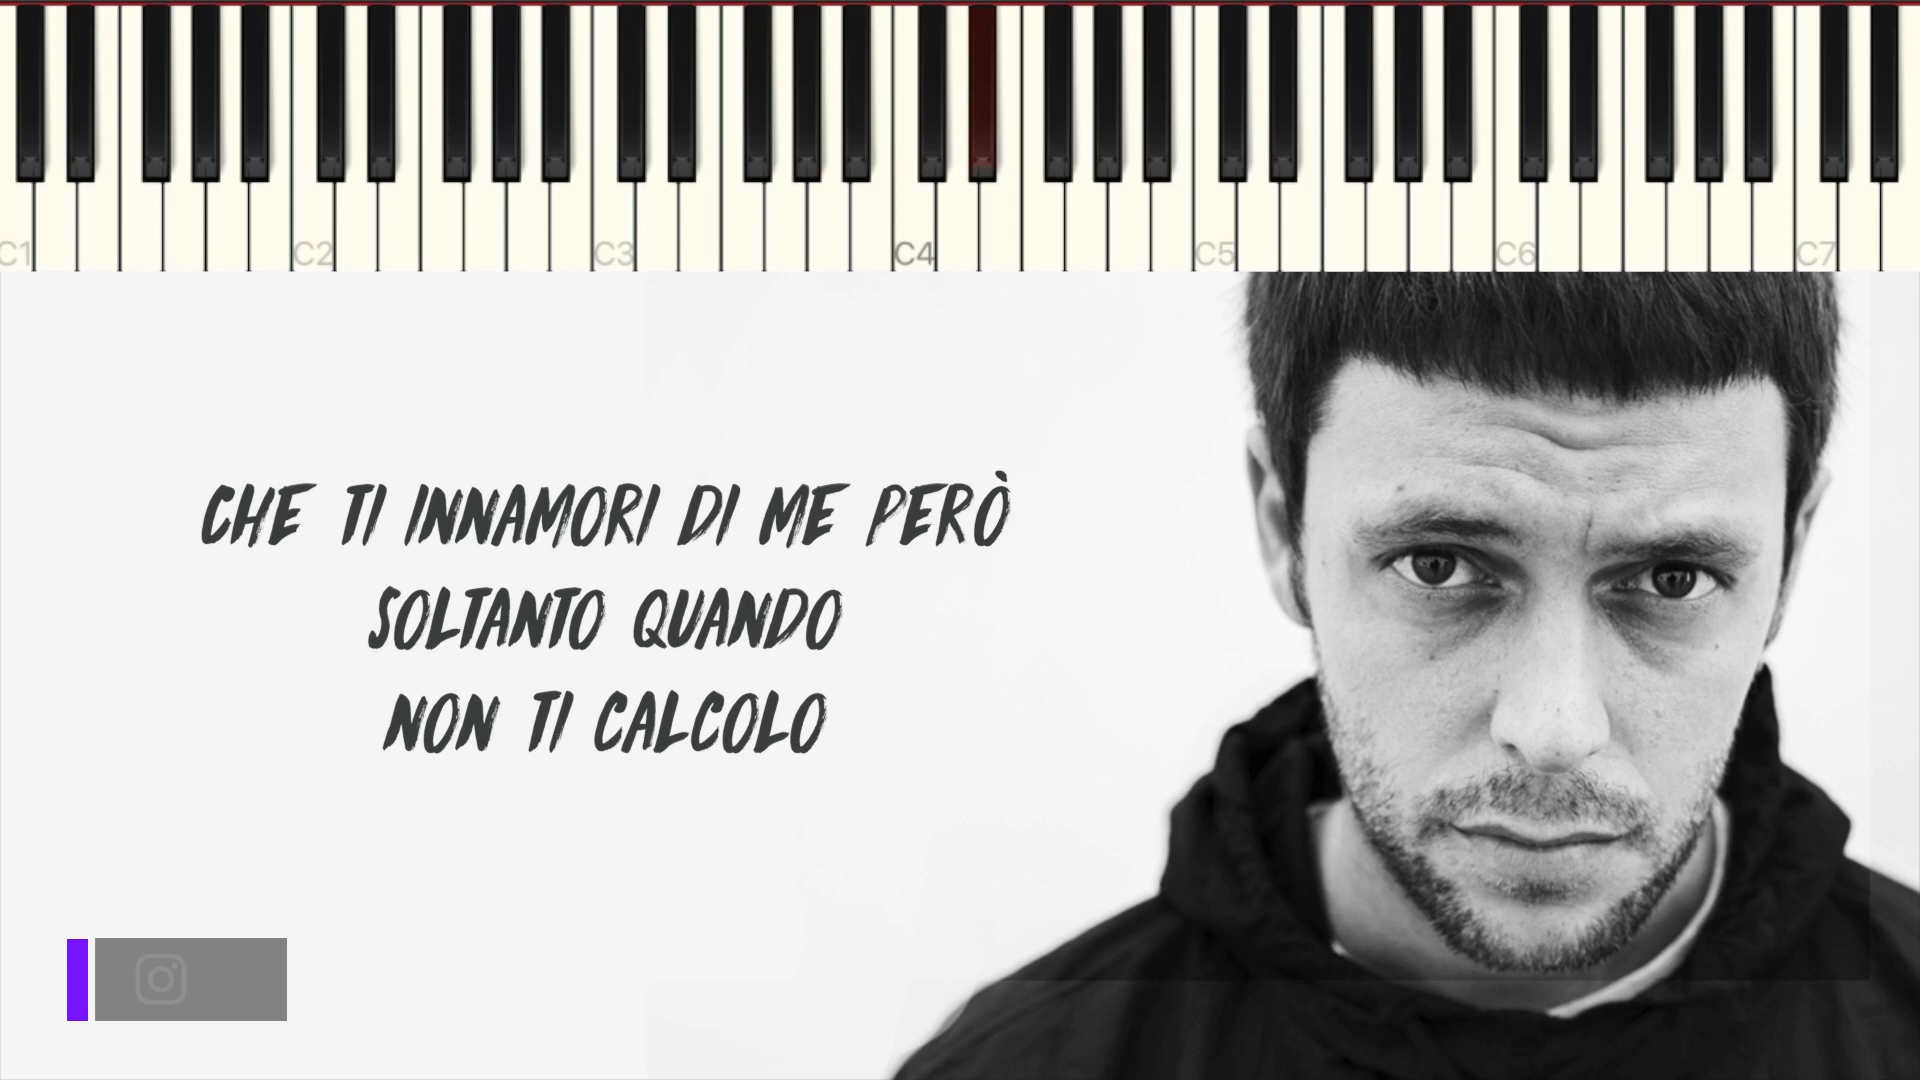 C1 C2 C3 C4 C5 C6 C7
CHE TI INNAMORI DI ME PERÒ
SOLTANTO QUANDO
NON TI CALCOLO